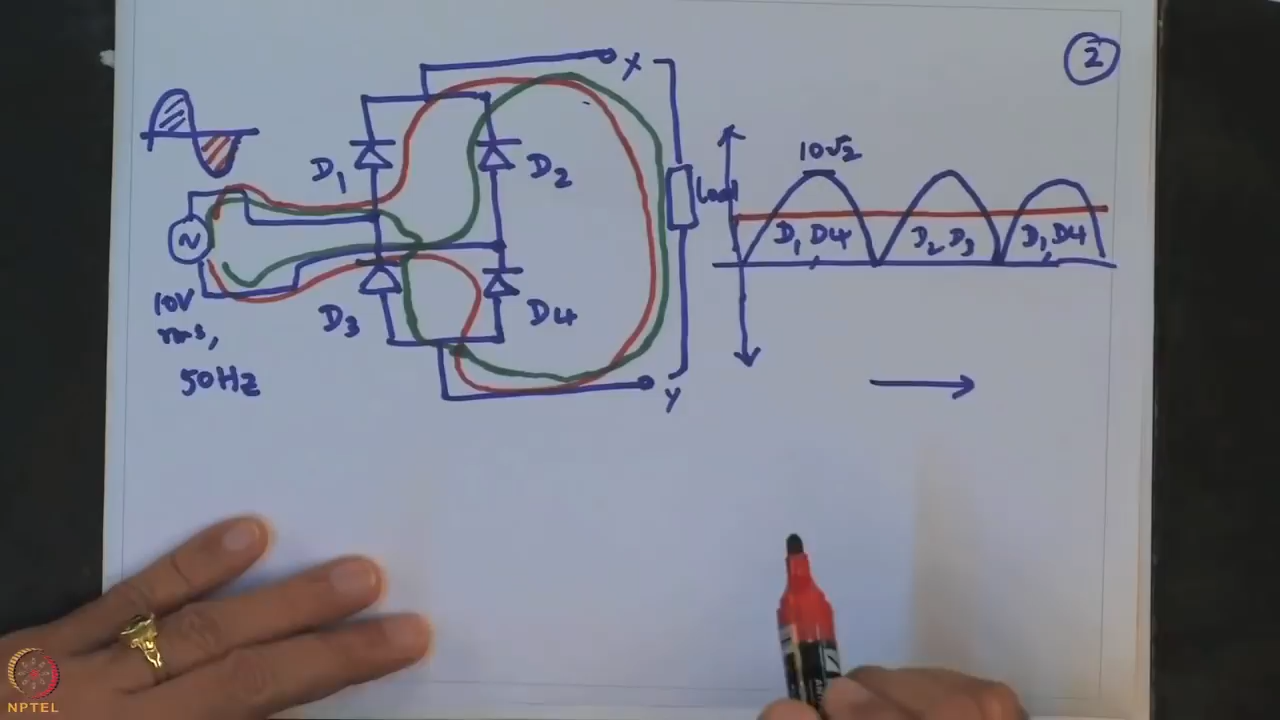 2
X
10√2
D1
D2
Load
D1 D4
D2 D3
D1, D4
~
10V
rms,
50Hz
D3
D4
Y
NPTEL